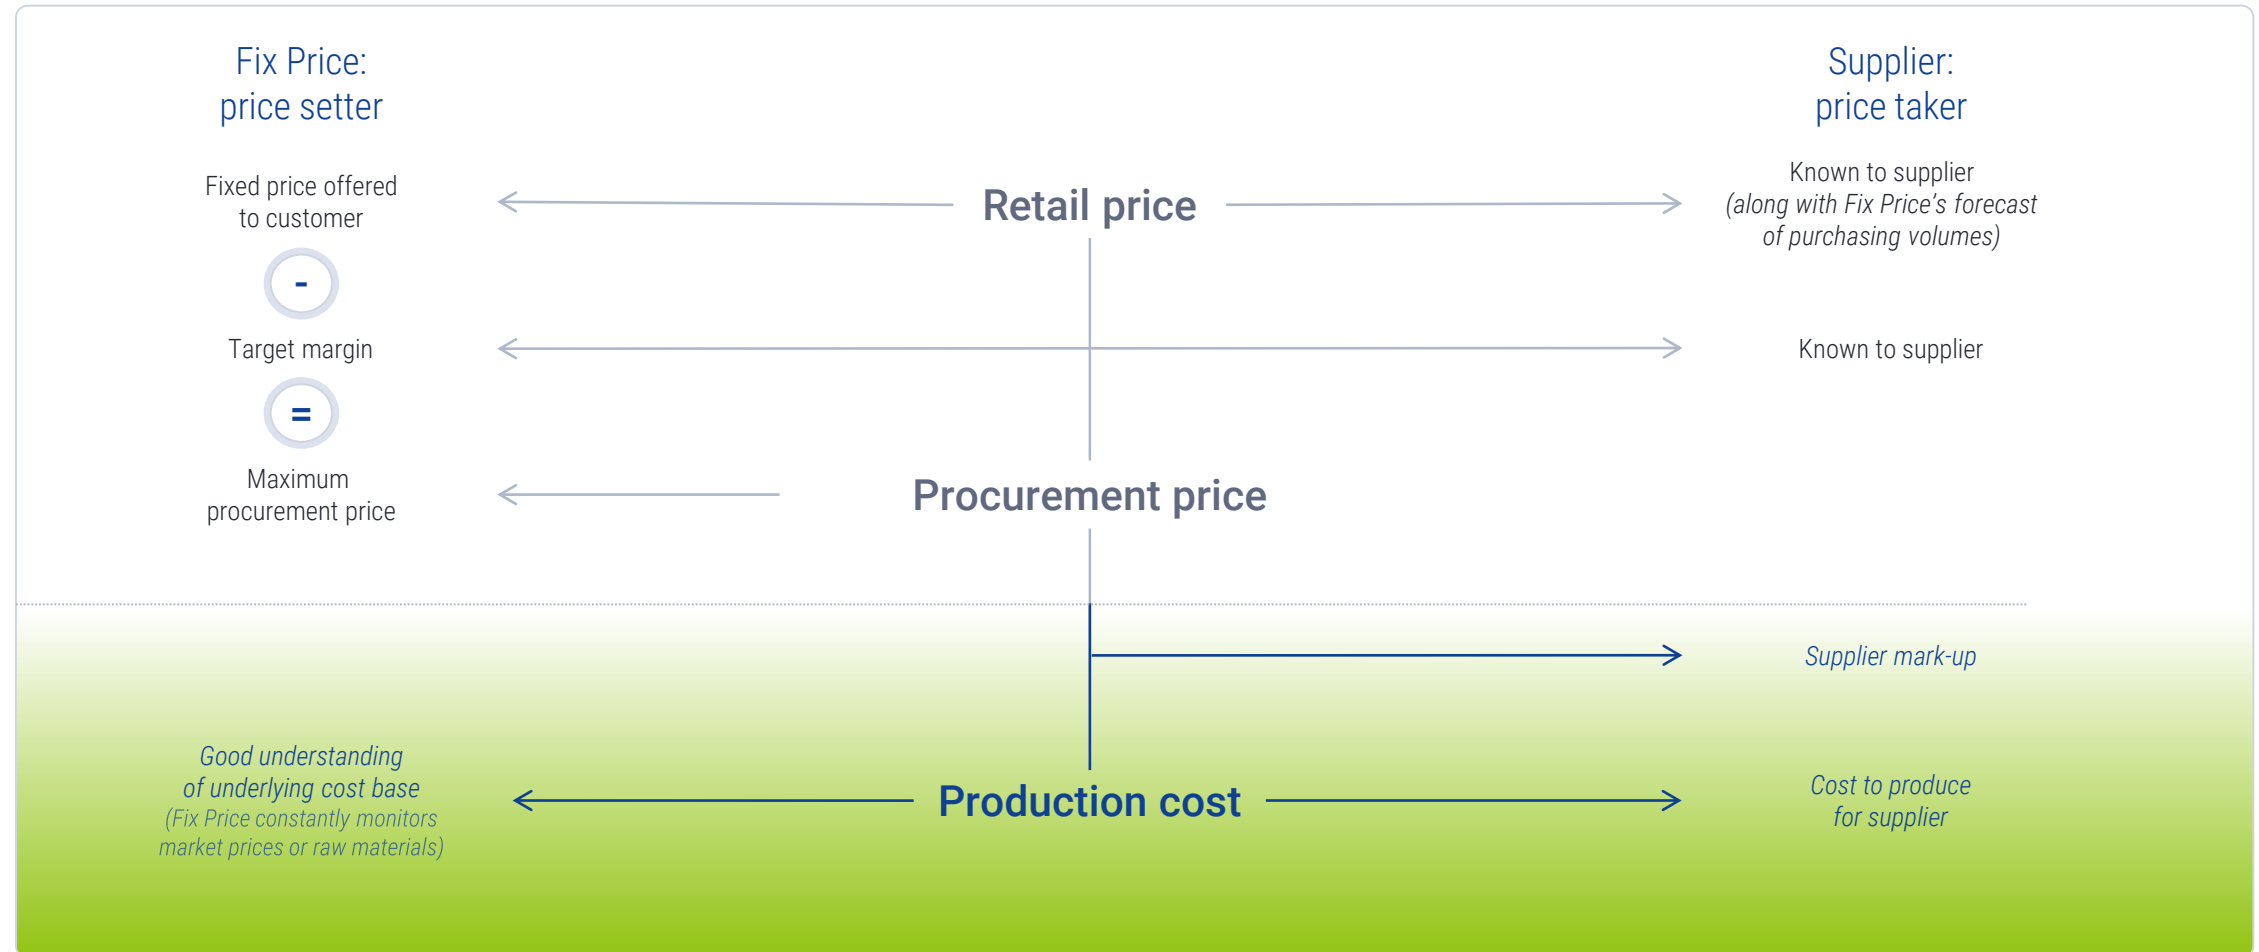 Fix Price:
price setter
Supplier:
price taker
Fixed price offered
to customer
Retail price
Known to supplier
(along with Fix Price’s forecast
of purchasing volumes)
-
Target margin
Known to supplier
=
Maximum
procurement price
Procurement price
Supplier mark-up
Good understanding
of underlying cost base
(Fix Price constantly monitors
market prices or raw materials)
Production cost
Cost to produce
for supplier